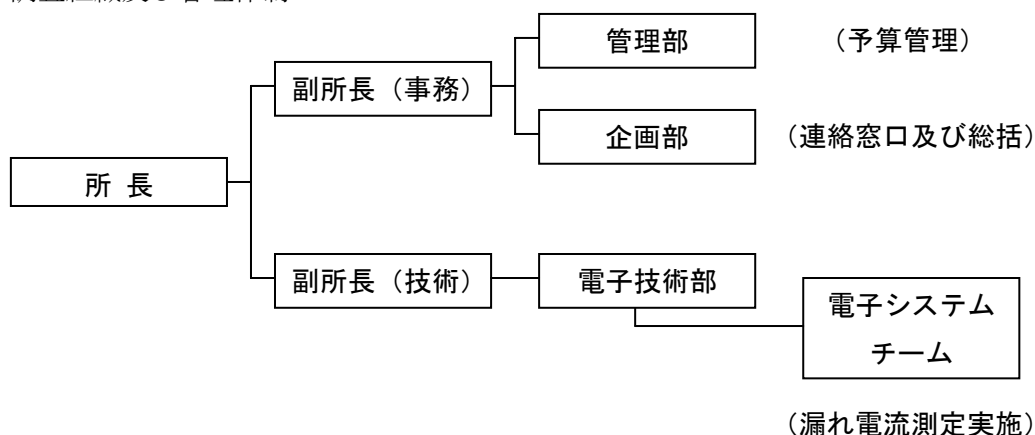 管理部 （予算管理）
副所長（事務）
企画部 （連絡窓口及び総括）
所 長
副所長（技術） 電子技術部
電子システム
チーム
（漏れ電流測定実施）